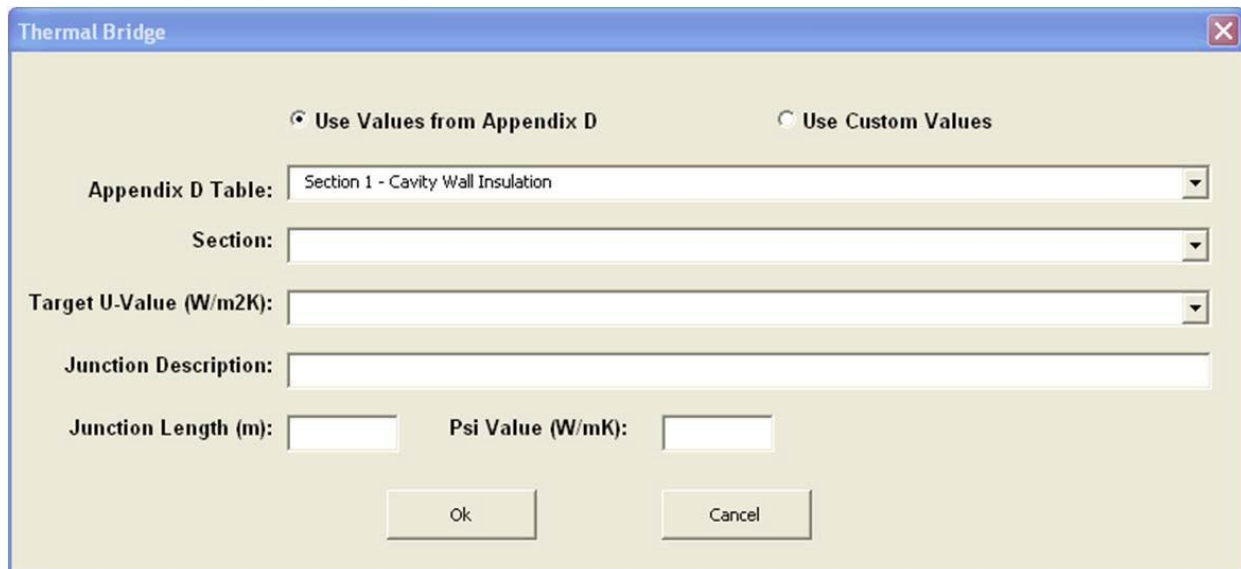 Thermal Bridge
Use Values from Appendix D Use Custom Values
Appendix D Table: Section 1 - Cavity Wall Insulation
Section:
Target U-Value (W/m2K):
Junction Description:
Junction Length (m): Psi Value (W/mK):
Ok Cancel